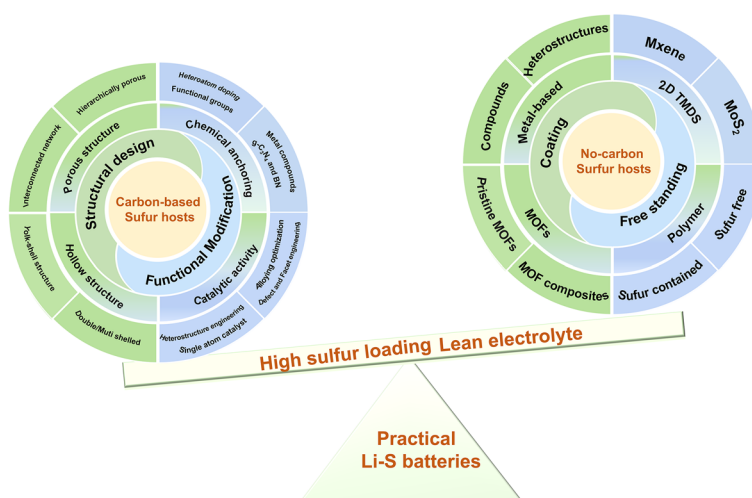 Carbon-based
Sufur hosts
Structural design
Functional Modification
Porous structure
Chemical anchoring
Hollow structure
Catalytic activity
Interconnected network
Hierarchically porous
Heteroatom doping
Functional groups
Metal compounds
g-C₃N₄ and BN
Yolk-shell structure
Double/Muti shelled
Heterostructure engineering
Single atom catalyst
Alloying optimization
Defect and Facet engineering
No-carbon
Surfur hosts
Coating
Free standing
Metal-based
2D TMDS
MOFs
Polymer
Compounds
Heterostructures
Mxene
MoS₂
Pristine MOFs
MOF composites
Sufur contained
Sufur free
High sulfur loading Lean electrolyte
Practical
Li-S batteries